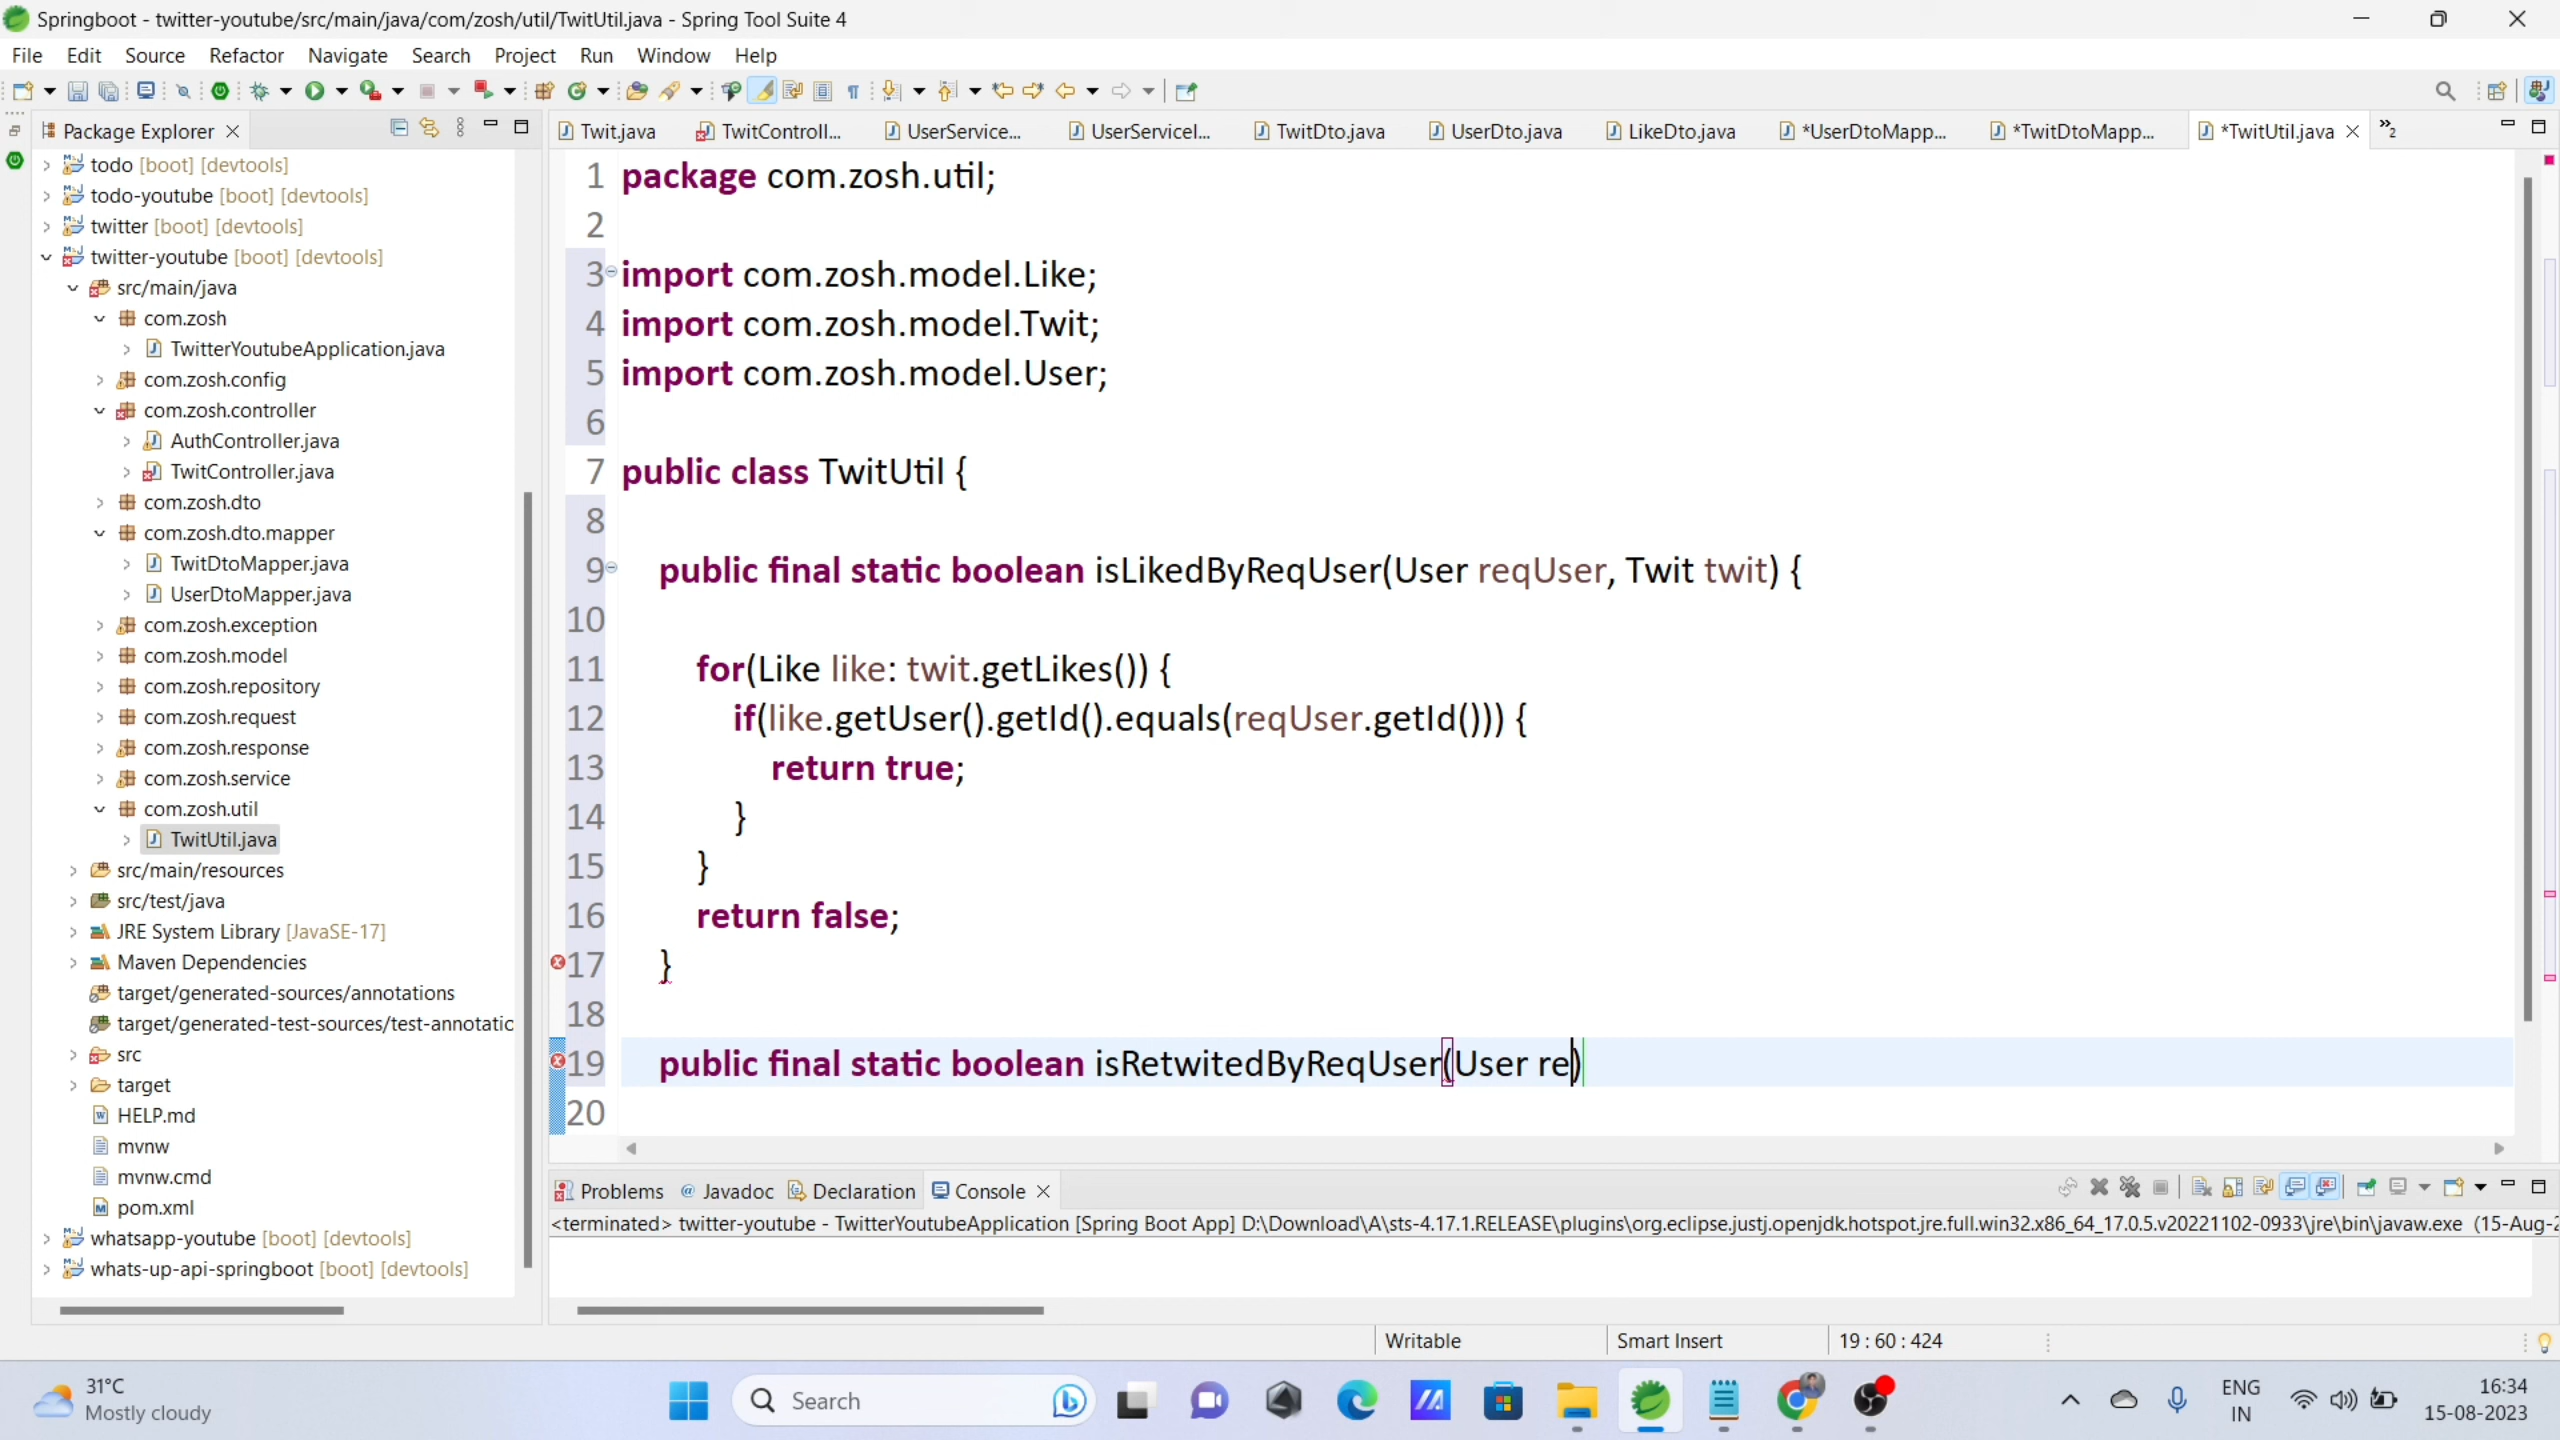 Springboot - twitter-youtube/src/main/java/com/zosh/util/TwitUtil.java - Spring Tool Suite 4
File Edit Source Refactor Navigate Search Project Run Window Help
Package Explorer
todo [boot] [devtools]
todo-youtube [boot] [devtools]
twitter [boot] [devtools]
twitter-youtube [boot] [devtools]
src/main/java
com.zosh
TwitterYoutubeApplication.java
com.zosh.config
com.zosh.controller
AuthController.java
TwitController.java
com.zosh.dto
com.zosh.dto.mapper
TwitDtoMapper.java
UserDtoMapper.java
com.zosh.exception
com.zosh.model
com.zosh.repository
com.zosh.request
com.zosh.response
com.zosh.service
com.zosh.util
TwitUtil.java
src/main/resources
src/test/java
JRE System Library [JavaSE-17]
Maven Dependencies
target/generated-sources/annotations
target/generated-test-sources/test-annotatic
src
target
HELP.md
mvnw
mvnw.cmd
pom.xml
whatsapp-youtube [boot] [devtools]
whats-up-api-springboot [boot] [devtools]
Twit.java TwitControll... UserService... UserServiceI... TwitDto.java UserDto.java LikeDto.java *UserDtoMapp... *TwitDtoMapp... *TwitUtil.java »2
1 package com.zosh.util;
2
3 import com.zosh.model.Like;
4 import com.zosh.model.Twit;
5 import com.zosh.model.User;
6
7 public class TwitUtil {
8
9 public final static boolean isLikedByReqUser(User reqUser, Twit twit) {
10
11 for(Like like: twit.getLikes()) {
12 if(like.getUser().getId().equals(reqUser.getId())) {
13 return true;
14 }
15 }
16 return false;
17 }
18
19 public final static boolean isRetwitedByReqUser(User re)
20
Problems Javadoc Declaration Console
<terminated> twitter-youtube - TwitterYoutubeApplication [Spring Boot App] D:\Download\A\sts-4.17.1.RELEASE\plugins\org.eclipse.justj.openjdk.hotspot.jre.full.win32.x86_64_17.0.5.v20221102-0933\jre\bin\javaw.exe (15-Aug-2
Writable Smart Insert 19 : 60 : 424
31°C
Mostly cloudy
Search
ENG
IN
16:34
15-08-2023